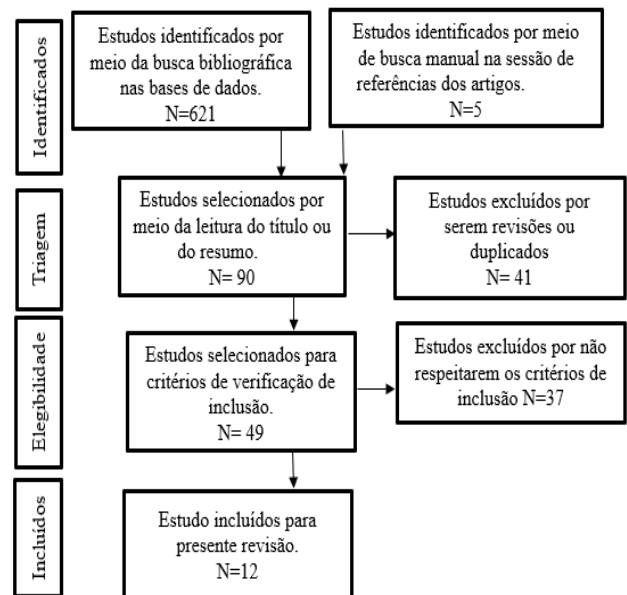 Identificados
Estudos identificados por
meio da busca bibliográfica
nas bases de dados.
N=621
Estudos identificados por meio
de busca manual na sessão de
referências dos artigos.
N=5
Triagem
Estudos selecionados por
meio da leitura do título ou
do resumo.
N= 90
Estudos excluídos por
serem revisões ou
duplicados
N= 41
Elegibilidade
Estudos selecionados para
critérios de verificação de
inclusão.
N= 49
Estudos excluídos por não
respeitarem os critérios de
inclusão N=37
Incluídos
Estudo incluídos para
presente revisão.
N=12